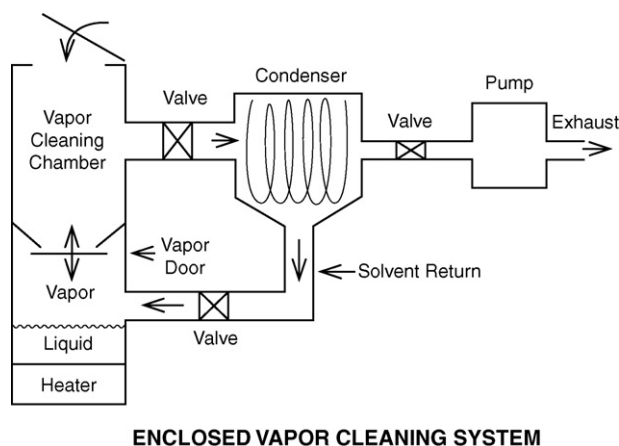 Condenser
Pump
Valve
Valve
Exhaust
Vapor
Cleaning
Chamber
Vapor
Door
Solvent Return
Vapor
Valve
Liquid
Heater
ENCLOSED VAPOR CLEANING SYSTEM